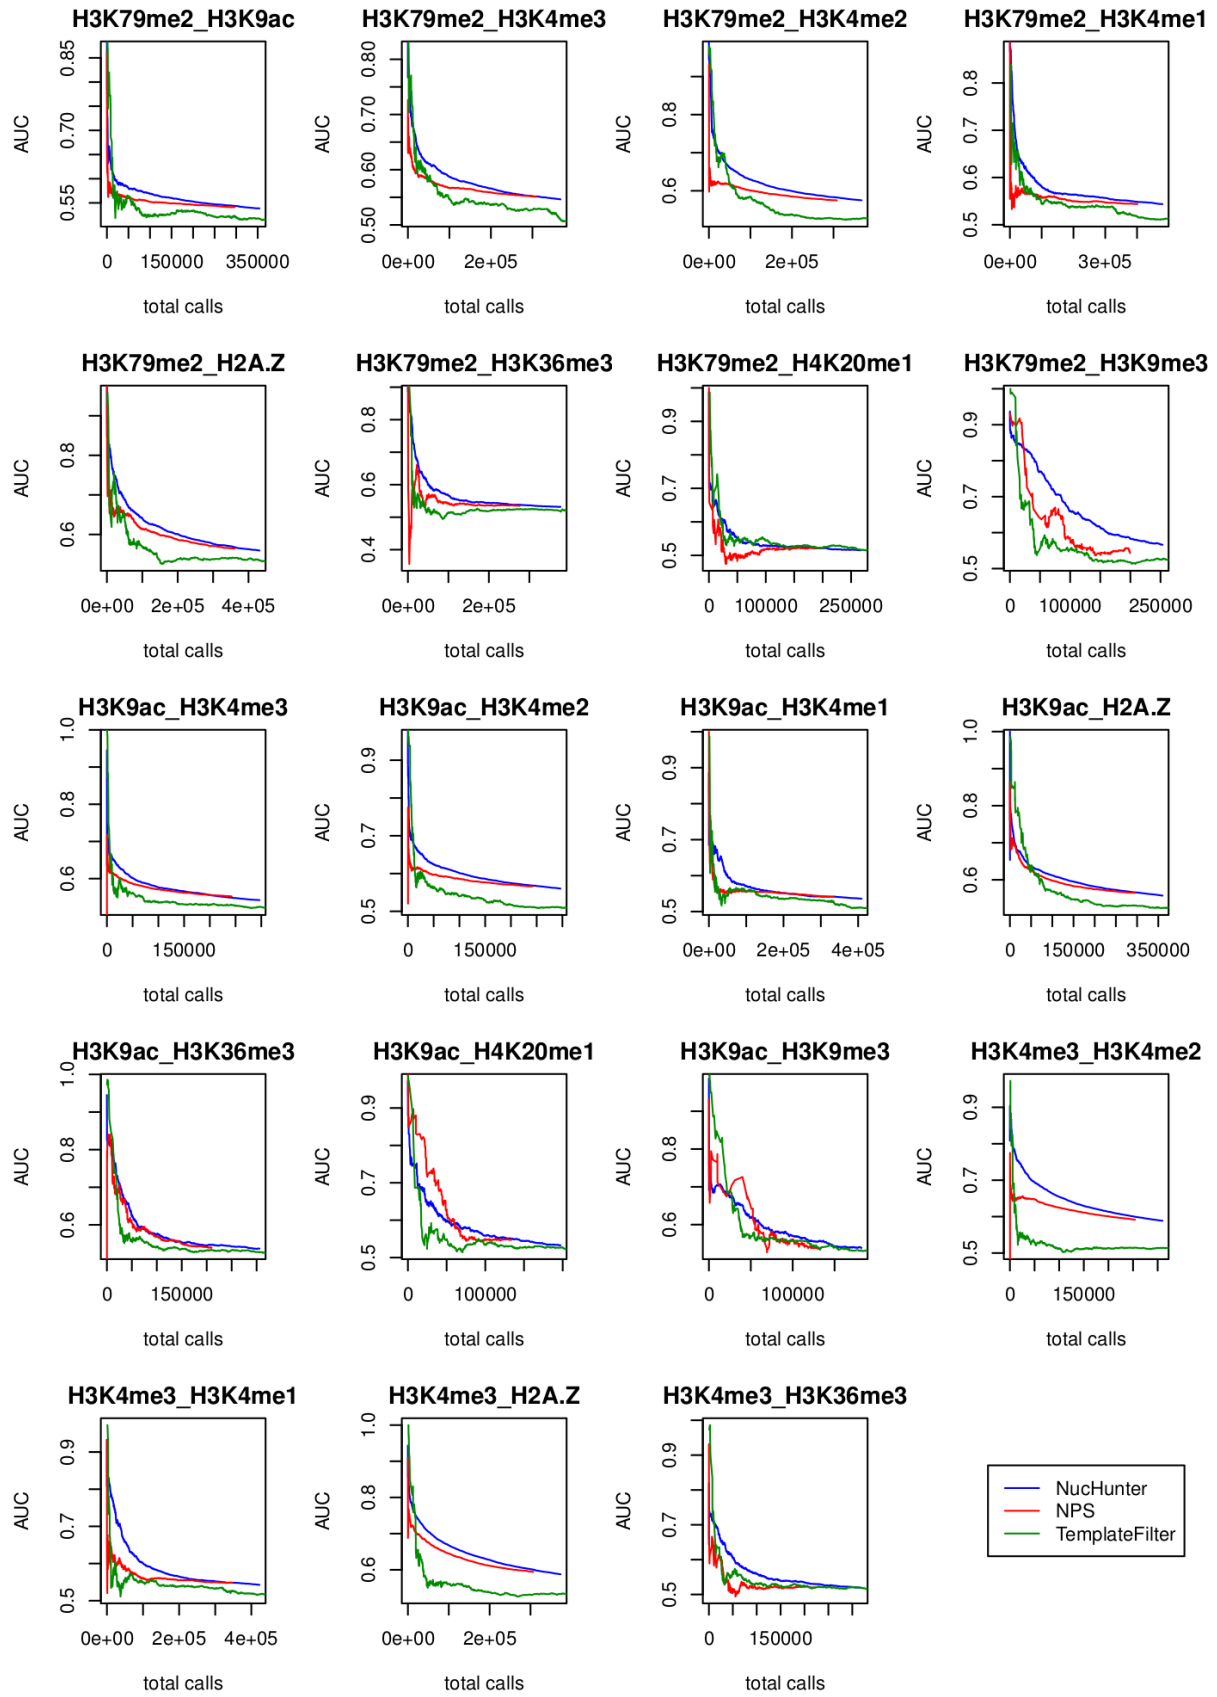 H3K79me2_H3K9ac H3K79me2_H3K4me3 H3K79me2_H3K4me2 H3K79me2_H3K4me1
AUC 0.55 0.70 0.85 AUC 0.50 0.60 0.70 0.80 AUC 0.6 0.8 AUC 0.5 0.6 0.7 0.8
0 150000 350000 0e+00 2e+05 0e+00 2e+05 0e+00 3e+05
total calls total calls total calls total calls
H3K79me2_H2A.Z H3K79me2_H3K36me3 H3K79me2_H4K20me1 H3K79me2_H3K9me3
AUC 0.6 0.8 AUC 0.4 0.6 0.8 AUC 0.5 0.7 0.9 AUC 0.5 0.7 0.9
0e+00 2e+05 4e+05 0e+00 2e+05 0 100000 250000 0 100000 250000
total calls total calls total calls total calls
H3K9ac_H3K4me3 H3K9ac_H3K4me2 H3K9ac_H3K4me1 H3K9ac_H2A.Z
AUC 0.6 0.8 1.0 AUC 0.5 0.7 0.9 AUC 0.5 0.7 0.9 AUC 0.6 0.8 1.0
0 150000 0 150000 0e+00 2e+05 4e+05 0 150000 350000
total calls total calls total calls total calls
H3K9ac_H3K36me3 H3K9ac_H4K20me1 H3K9ac_H3K9me3 H3K4me3_H3K4me2
AUC 0.6 0.8 1.0 AUC 0.5 0.7 0.9 AUC 0.6 0.8 AUC 0.5 0.7 0.9
0 150000 0 100000 0 100000 0 150000
total calls total calls total calls total calls
H3K4me3_H3K4me1 H3K4me3_H2A.Z H3K4me3_H3K36me3
AUC 0.5 0.7 0.9 AUC 0.6 0.8 1.0 AUC 0.5 0.7 0.9
NucHunter
NPS
TemplateFilter
0e+00 2e+05 4e+05 0e+00 2e+05 0 150000
total calls total calls total calls